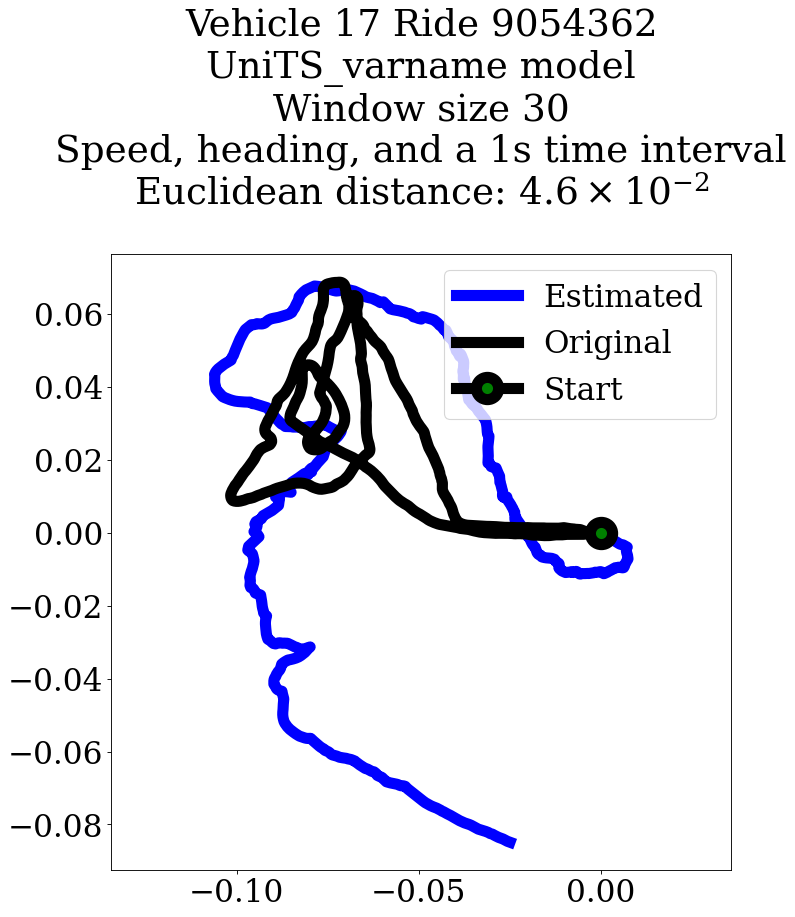 Vehicle 17 Ride 9054362
UniTS_varname model
Window size 30
Speed, heading, and a 1s time interval
Euclidean distance: 4.6 × 10⁻²
Estimated
Original
Start
0.06
0.04
0.02
0.00
−0.02
−0.04
−0.06
−0.08
−0.10
−0.05
0.00